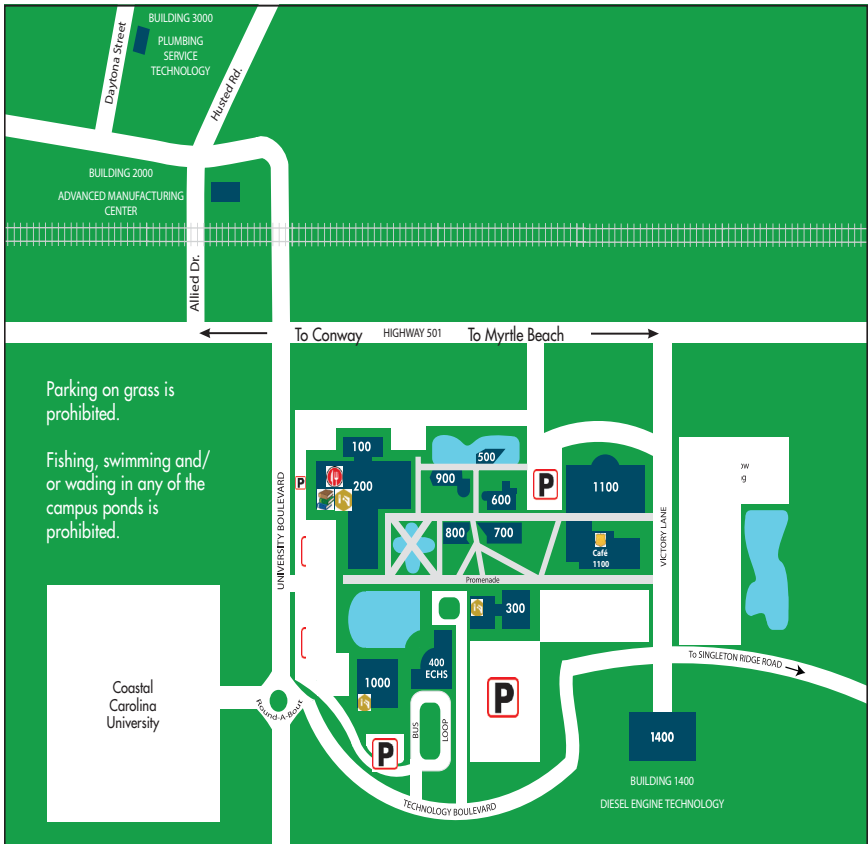 BUILDING 3000
PLUMBING
SERVICE
TECHNOLOGY
Daytona Street
Husted Rd.
BUILDING 2000
ADVANCED MANUFACTURING
CENTER
Allied Dr.
To Conway
HIGHWAY 501
To Myrtle Beach
Parking on grass is
prohibited.
Fishing, swimming and/
or wading in any of the
campus ponds is
prohibited.
UNIVERSITY BOULEVARD
VICTORY LANE
100
200
P
500
900
600
P
1100
800
700
Café
1100
Promenade
300
400
ECHS
1000
P
P
BUS
LOOP
Coastal
Carolina
University
Round-A-Bout
TECHNOLOGY BOULEVARD
To SINGLETON RIDGE ROAD
1400
BUILDING 1400
DIESEL ENGINE TECHNOLOGY